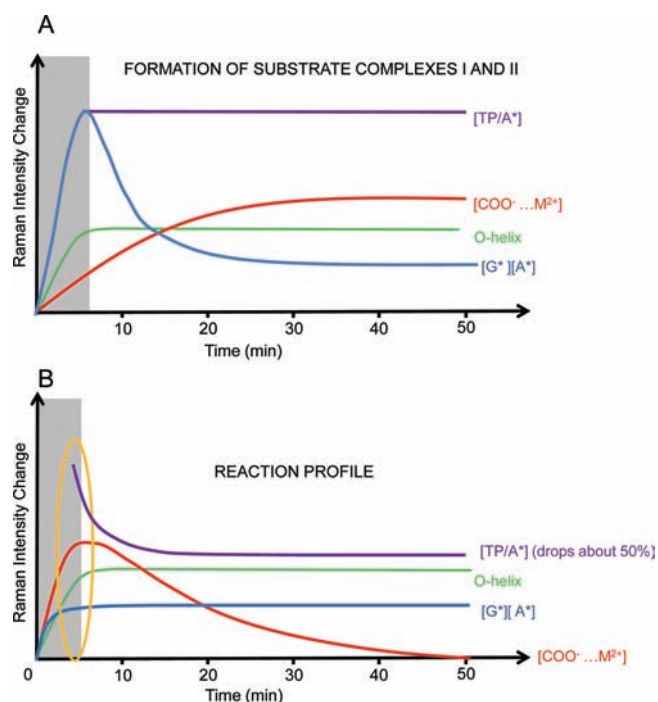 A
FORMATION OF SUBSTRATE COMPLEXES I AND II
Raman Intensity Change
[TP/A*]
[COO⁻ ...M²⁺]
O-helix
[G* ][A*]
10 20 30 40 50
Time (min)
B
REACTION PROFILE
Raman Intensity Change
[TP/A*] (drops about 50%)
O-helix
[G*][ A*]
[COO⁻ ...M²⁺]
0 10 20 30 40 50
Time (min)